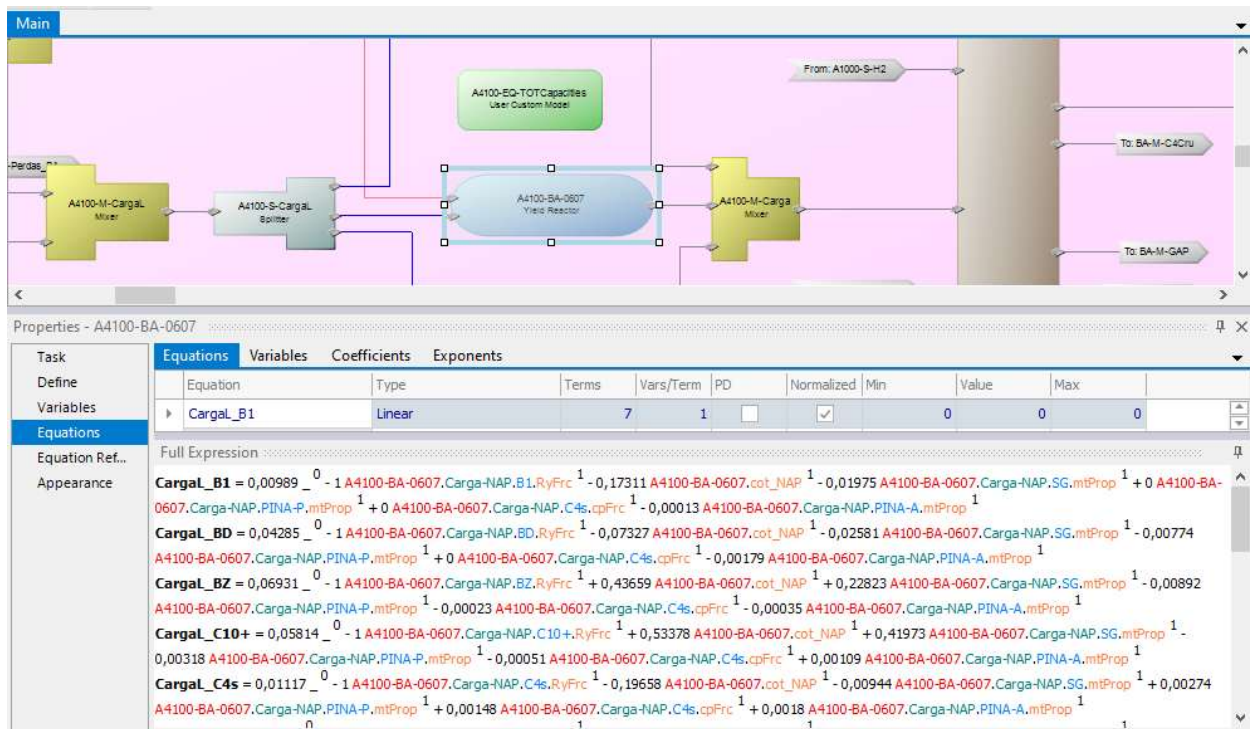 Main
A4100-EQ-TOTCapacities
User Custom Model
From: A1000-S-H2
To: BA-M-C4Cru
A4100-M-CargaL
Mixer
A4100-S-CargaL
Splitter
A4100-BA-0607
Yield Reactor
A4100-M-Carga
Mixer
To: BA-M-GAP
Properties - A4100-BA-0607
Task
Define
Variables
Equations
Equation Ref...
Appearance
Equations Variables Coefficients Exponents
Equation Type Terms Vars/Term PD Normalized Min Value Max
CargaL_B1 Linear 7 1 0 0 0
Full Expression
CargaL_B1 = 0,00989 _ 0 - 1 A4100-BA-0607.Carga-NAP.B1.RyFrc 1 - 0,17311 A4100-BA-0607.cot_NAP 1 - 0,01975 A4100-BA-0607.Carga-NAP.SG.mtProp 1 + 0 A4100-BA-
0607.Carga-NAP.PINA-P.mtProp 1 + 0 A4100-BA-0607.Carga-NAP.C4s.cpFrc 1 - 0,00013 A4100-BA-0607.Carga-NAP.PINA-A.mtProp 1
CargaL_BD = 0,04285 _ 0 - 1 A4100-BA-0607.Carga-NAP.BD.RyFrc 1 - 0,07327 A4100-BA-0607.cot_NAP 1 - 0,02581 A4100-BA-0607.Carga-NAP.SG.mtProp 1 - 0,00774
A4100-BA-0607.Carga-NAP.PINA-P.mtProp 1 + 0 A4100-BA-0607.Carga-NAP.C4s.cpFrc 1 - 0,00179 A4100-BA-0607.Carga-NAP.PINA-A.mtProp 1
CargaL_BZ = 0,06931 _ 0 - 1 A4100-BA-0607.Carga-NAP.BZ.RyFrc 1 + 0,43659 A4100-BA-0607.cot_NAP 1 + 0,22823 A4100-BA-0607.Carga-NAP.SG.mtProp 1 - 0,00892
A4100-BA-0607.Carga-NAP.PINA-P.mtProp 1 - 0,00023 A4100-BA-0607.Carga-NAP.C4s.cpFrc 1 - 0,00035 A4100-BA-0607.Carga-NAP.PINA-A.mtProp 1
CargaL_C10+ = 0,05814 _ 0 - 1 A4100-BA-0607.Carga-NAP.C10+.RyFrc 1 + 0,53378 A4100-BA-0607.cot_NAP 1 + 0,41973 A4100-BA-0607.Carga-NAP.SG.mtProp 1 -
0,00318 A4100-BA-0607.Carga-NAP.PINA-P.mtProp 1 - 0,00051 A4100-BA-0607.Carga-NAP.C4s.cpFrc 1 + 0,00109 A4100-BA-0607.Carga-NAP.PINA-A.mtProp 1
CargaL_C4s = 0,01117 _ 0 - 1 A4100-BA-0607.Carga-NAP.C4s.RyFrc 1 - 0,19658 A4100-BA-0607.cot_NAP 1 - 0,00944 A4100-BA-0607.Carga-NAP.SG.mtProp 1 + 0,00274
A4100-BA-0607.Carga-NAP.PINA-P.mtProp 1 + 0,00148 A4100-BA-0607.Carga-NAP.C4s.cpFrc 1 + 0,0018 A4100-BA-0607.Carga-NAP.PINA-A.mtProp 1